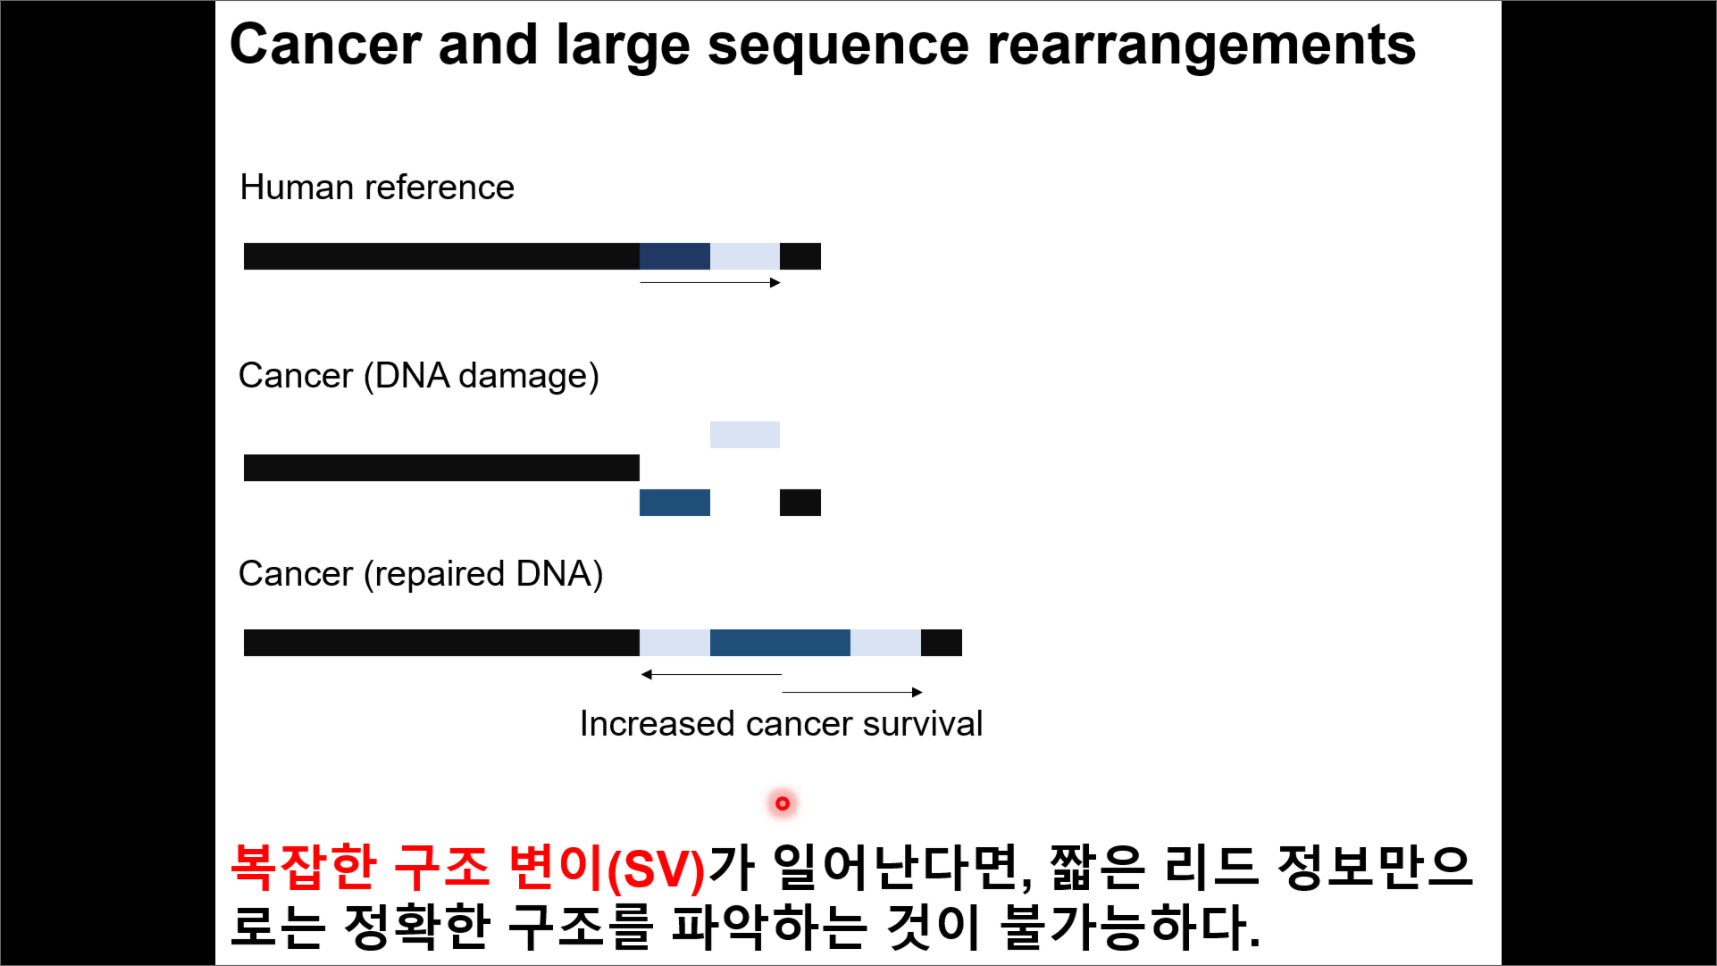 Cancer and large sequence rearrangements
Human reference
Cancer (DNA damage)
Cancer (repaired DNA)
Increased cancer survival
복잡한 구조 변이(SV)가 일어난다면, 짧은 리드 정보만으
로는 정확한 구조를 파악하는 것이 불가능하다.